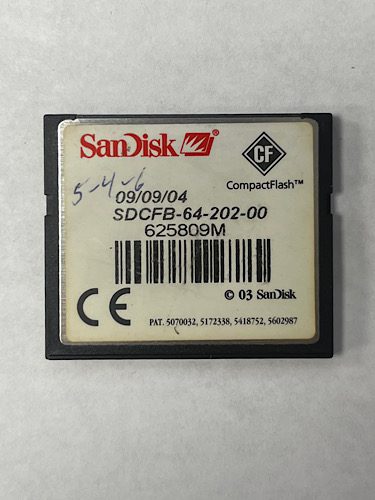 SanDisk
CF
CompactFlash™
5-4-6
09/09/04
SDCFB-64-202-00
625809M
CE
© 03 SanDisk
PAT. 5070032, 5172338, 5418752, 5602987